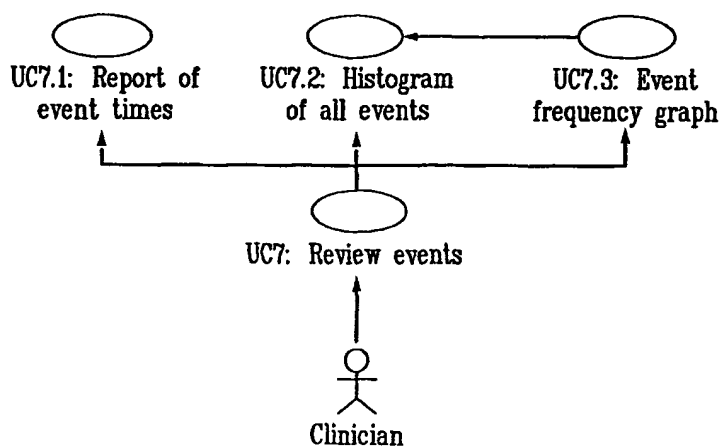 UC7.1: Report of
event times
UC7.2: Histogram
of all events
UC7.3: Event
frequency graph
UC7: Review events
Clinician